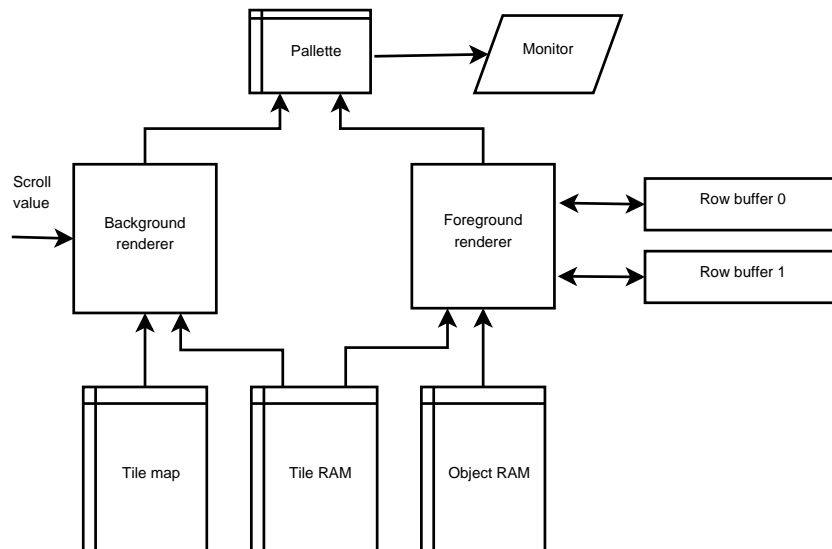 Pallette
Monitor
Scroll
value
Background
renderer
Foreground
renderer
Row buffer 0
Row buffer 1
Tile map
Tile RAM
Object RAM